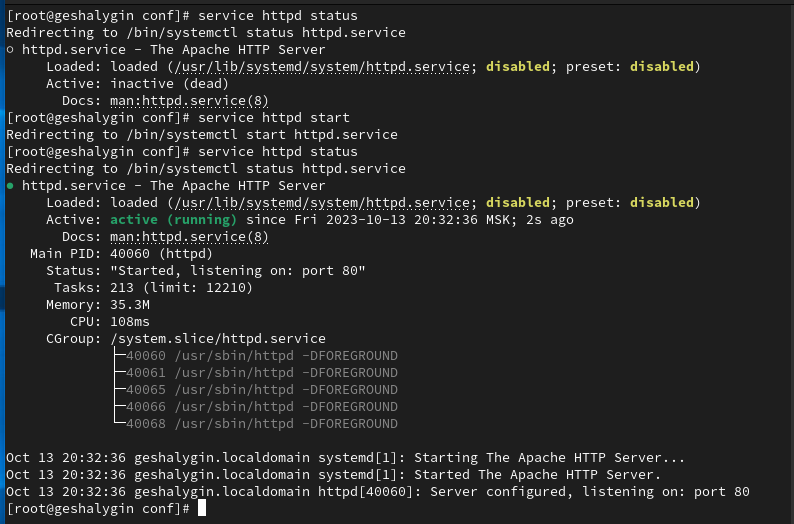 [root@geshalygin conf]# service httpd status
Redirecting to /bin/systemctl status httpd.service
○ httpd.service - The Apache HTTP Server
     Loaded: loaded (/usr/lib/systemd/system/httpd.service; disabled; preset: disabled)
     Active: inactive (dead)
       Docs: man:httpd.service(8)
[root@geshalygin conf]# service httpd start
Redirecting to /bin/systemctl start httpd.service
[root@geshalygin conf]# service httpd status
Redirecting to /bin/systemctl status httpd.service
● httpd.service - The Apache HTTP Server
     Loaded: loaded (/usr/lib/systemd/system/httpd.service; disabled; preset: disabled)
     Active: active (running) since Fri 2023-10-13 20:32:36 MSK; 2s ago
       Docs: man:httpd.service(8)
   Main PID: 40060 (httpd)
     Status: "Started, listening on: port 80"
      Tasks: 213 (limit: 12210)
     Memory: 35.3M
        CPU: 108ms
     CGroup: /system.slice/httpd.service
             ├─40060 /usr/sbin/httpd -DFOREGROUND
             ├─40061 /usr/sbin/httpd -DFOREGROUND
             ├─40065 /usr/sbin/httpd -DFOREGROUND
             ├─40066 /usr/sbin/httpd -DFOREGROUND
             └─40068 /usr/sbin/httpd -DFOREGROUND

Oct 13 20:32:36 geshalygin.localdomain systemd[1]: Starting The Apache HTTP Server...
Oct 13 20:32:36 geshalygin.localdomain systemd[1]: Started The Apache HTTP Server.
Oct 13 20:32:36 geshalygin.localdomain httpd[40060]: Server configured, listening on: port 80
[root@geshalygin conf]#